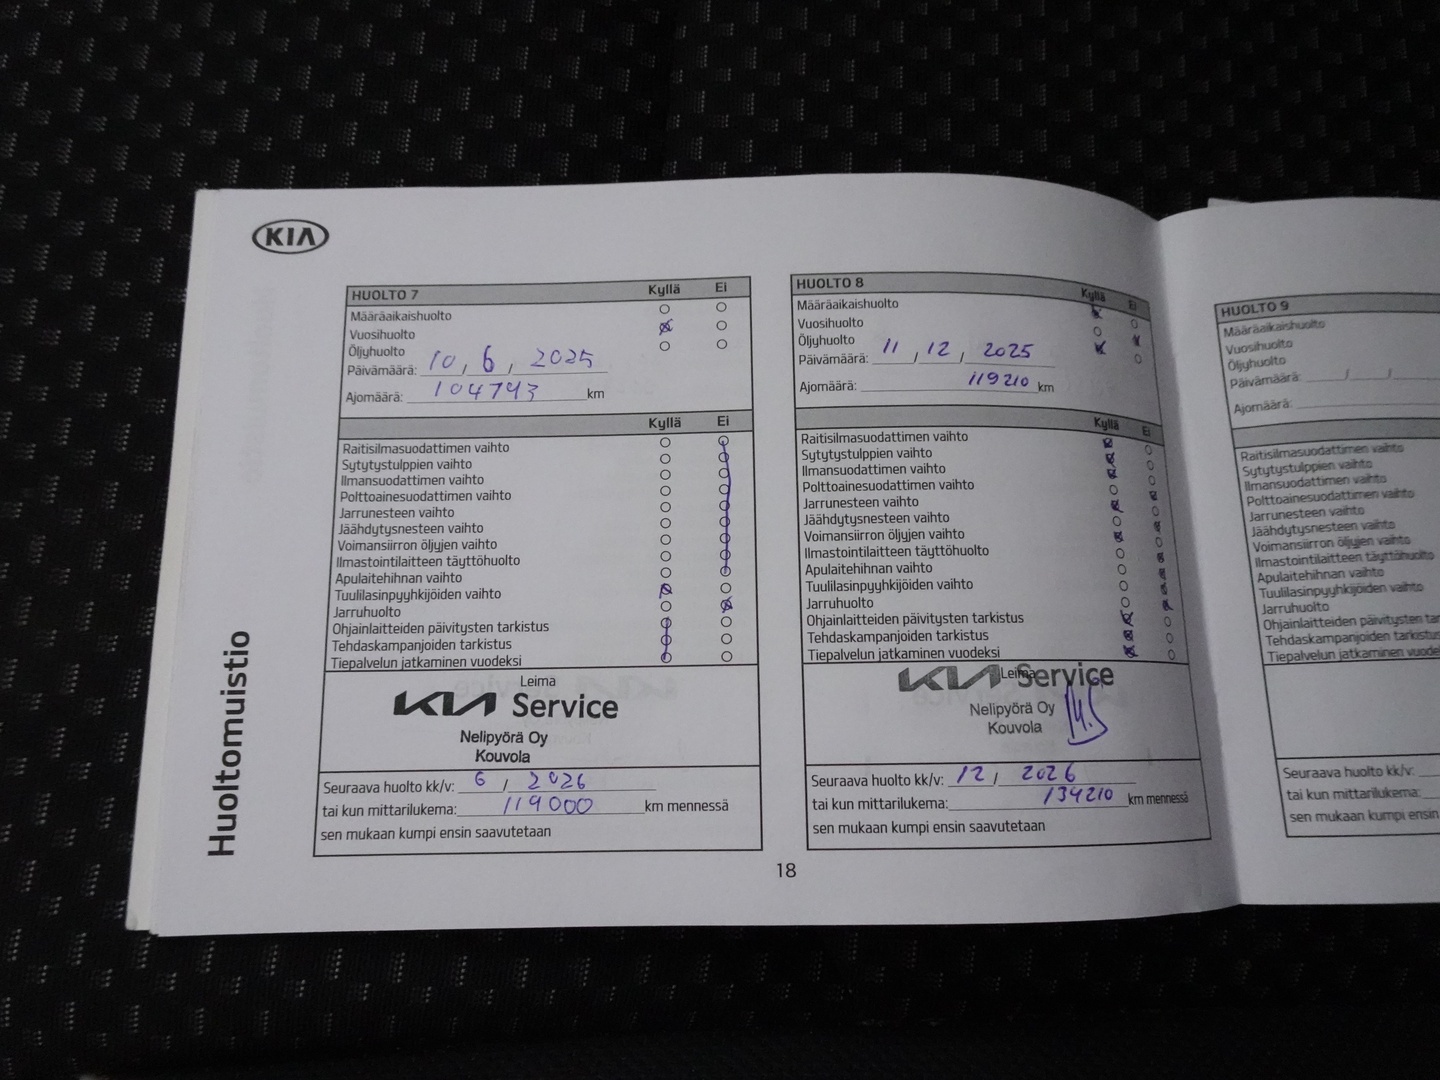 KIA
Huoltomuistio
HUOLTO 7 Kyllä Ei
Määräaikaishuolto
Vuosihuolto
Öljyhuolto
Päivämäärä: 10, 6, 2025
Ajomäärä: 104793 km
Kyllä Ei
Raitisilmasuodattimen vaihto
Sytytystulppien vaihto
Ilmansuodattimen vaihto
Polttoainesuodattimen vaihto
Jarrunesteen vaihto
Jäähdytysnesteen vaihto
Voimansiirron öljyjen vaihto
Ilmastointilaitteen täyttöhuolto
Apulaitehihnan vaihto
Tuulilasinpyyhkijöiden vaihto
Jarruhuolto
Ohjainlaitteiden päivitysten tarkistus
Tehdaskampanjoiden tarkistus
Tiepalvelun jatkaminen vuodeksi
Leima
KIA Service
Nelipyörä Oy
Kouvola
Seuraava huolto kk/v: 6 / 2026
tai kun mittarilukema: 119000 km mennessä
sen mukaan kumpi ensin saavutetaan
HUOLTO 8 Kyllä Ei
Määräaikaishuolto
Vuosihuolto
Öljyhuolto
Päivämäärä: 11 / 12 / 2025
Ajomäärä: 119210 km
Kyllä Ei
Raitisilmasuodattimen vaihto
Sytytystulppien vaihto
Ilmansuodattimen vaihto
Polttoainesuodattimen vaihto
Jarrunesteen vaihto
Jäähdytysnesteen vaihto
Voimansiirron öljyjen vaihto
Ilmastointilaitteen täyttöhuolto
Apulaitehihnan vaihto
Tuulilasinpyyhkijöiden vaihto
Jarruhuolto
Ohjainlaitteiden päivitysten tarkistus
Tehdaskampanjoiden tarkistus
Tiepalvelun jatkaminen vuodeksi
Leima
KIA Service
Nelipyörä Oy
Kouvola
Seuraava huolto kk/v: 12 / 2026
tai kun mittarilukema: 134210 km mennessä
sen mukaan kumpi ensin saavutetaan
18
HUOLTO 9
Määräaikaishuolto
Vuosihuolto
Öljyhuolto
Päivämäärä: / /
Ajomäärä:
Raitisilmasuodattimen vaihto
Sytytystulppien vaihto
Ilmansuodattimen vaihto
Polttoainesuodattimen vaihto
Jarrunesteen vaihto
Jäähdytysnesteen vaihto
Voimansiirron öljyjen vaihto
Ilmastointilaitteen täyttöhuolto
Apulaitehihnan vaihto
Tuulilasinpyyhkijöiden vaihto
Jarruhuolto
Ohjainlaitteiden päivitysten tar
Tehdaskampanjoiden tarkistus
Tiepalvelun jatkaminen vuode
Seuraava huolto kk/v:
tai kun mittarilukema:
sen mukaan kumpi ensin